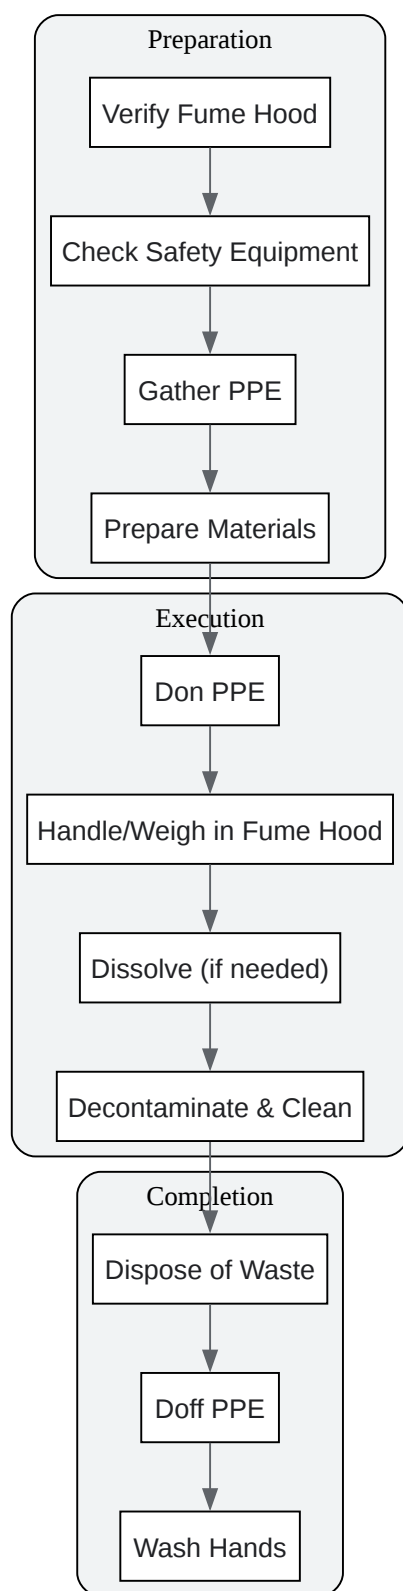 Preparation
Verify Fume Hood
Check Safety Equipment
Gather PPE
Prepare Materials
Execution
Don PPE
Handle/Weigh in Fume Hood
Dissolve (if needed)
Decontaminate & Clean
Completion
Dispose of Waste
Doff PPE
Wash Hands